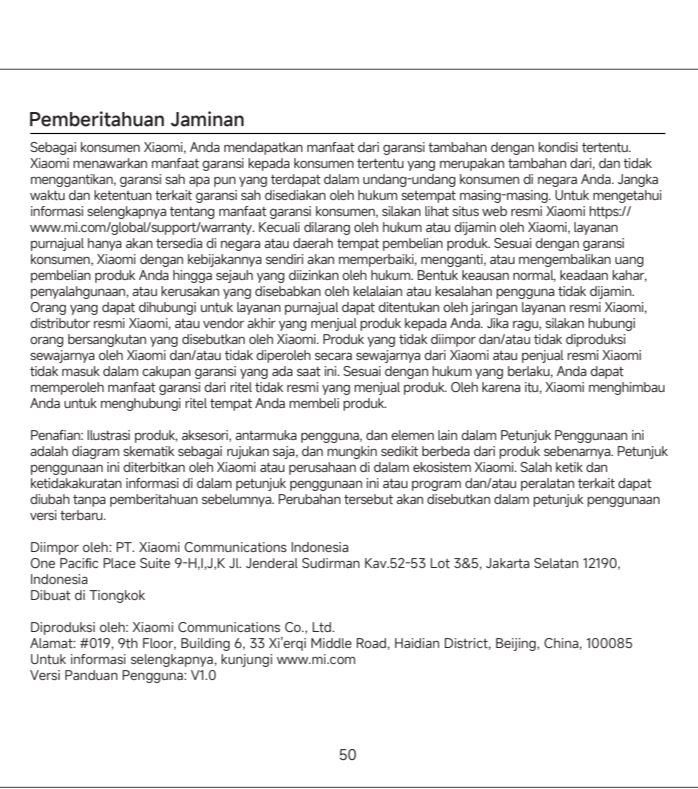 Pemberitahuan Jaminan
Sebagai konsumen Xiaomi, Anda mendapatkan manfaat dari garansi tambahan dengan kondisi tertentu.
Xiaomi menawarkan manfaat garansi kepada konsumen tertentu yang merupakan tambahan dari, dan tidak
menggantikan, garansi sah apa pun yang terdapat dalam undang-undang konsumen di negara Anda. Jangka
waktu dan ketentuan terkait garansi sah disediakan oleh hukum setempat masing-masing. Untuk mengetahui
informasi selengkapnya tentang manfaat garansi konsumen, silakan lihat situs web resmi Xiaomi https://
www.mi.com/global/support/warranty. Kecuali dilarang oleh hukum atau dijamin oleh Xiaomi, layanan
purnajual hanya akan tersedia di negara atau daerah tempat pembelian produk. Sesuai dengan garansi
konsumen, Xiaomi dengan kebijakannya sendiri akan memperbaiki, mengganti, atau mengembalikan uang
pembelian produk Anda hingga sejauh yang diizinkan oleh hukum. Bentuk keausan normal, keadaan kahar,
penyalahgunaan, atau kerusakan yang disebabkan oleh kelalaian atau kesalahan pengguna tidak dijamin.
Orang yang dapat dihubungi untuk layanan purnajual dapat ditentukan oleh jaringan layanan resmi Xiaomi,
distributor resmi Xiaomi, atau vendor akhir yang menjual produk kepada Anda. Jika ragu, silakan hubungi
orang bersangkutan yang disebutkan oleh Xiaomi. Produk yang tidak diimpor dan/atau tidak diproduksi
sewajarnya oleh Xiaomi dan/atau tidak diperoleh secara sewajarnya dari Xiaomi atau penjual resmi Xiaomi
tidak masuk dalam cakupan garansi yang ada saat ini. Sesuai dengan hukum yang berlaku, Anda dapat
memperoleh manfaat garansi dari ritel tidak resmi yang menjual produk. Oleh karena itu, Xiaomi menghimbau
Anda untuk menghubungi ritel tempat Anda membeli produk.
Penafian: Ilustrasi produk, aksesori, antarmuka pengguna, dan elemen lain dalam Petunjuk Penggunaan ini
adalah diagram skematik sebagai rujukan saja, dan mungkin sedikit berbeda dari produk sebenarnya. Petunjuk
penggunaan ini diterbitkan oleh Xiaomi atau perusahaan di dalam ekosistem Xiaomi. Salah ketik dan
ketidakakuratan informasi di dalam petunjuk penggunaan ini atau program dan/atau peralatan terkait dapat
diubah tanpa pemberitahuan sebelumnya. Perubahan tersebut akan disebutkan dalam petunjuk penggunaan
versi terbaru.
Diimpor oleh: PT. Xiaomi Communications Indonesia
One Pacific Place Suite 9-H,I,J,K Jl. Jenderal Sudirman Kav.52-53 Lot 3&5, Jakarta Selatan 12190,
Indonesia
Dibuat di Tiongkok
Diproduksi oleh: Xiaomi Communications Co., Ltd.
Alamat: #019, 9th Floor, Building 6, 33 Xi'erqi Middle Road, Haidian District, Beijing, China, 100085
Untuk informasi selengkapnya, kunjungi www.mi.com
Versi Panduan Pengguna: V1.0
50